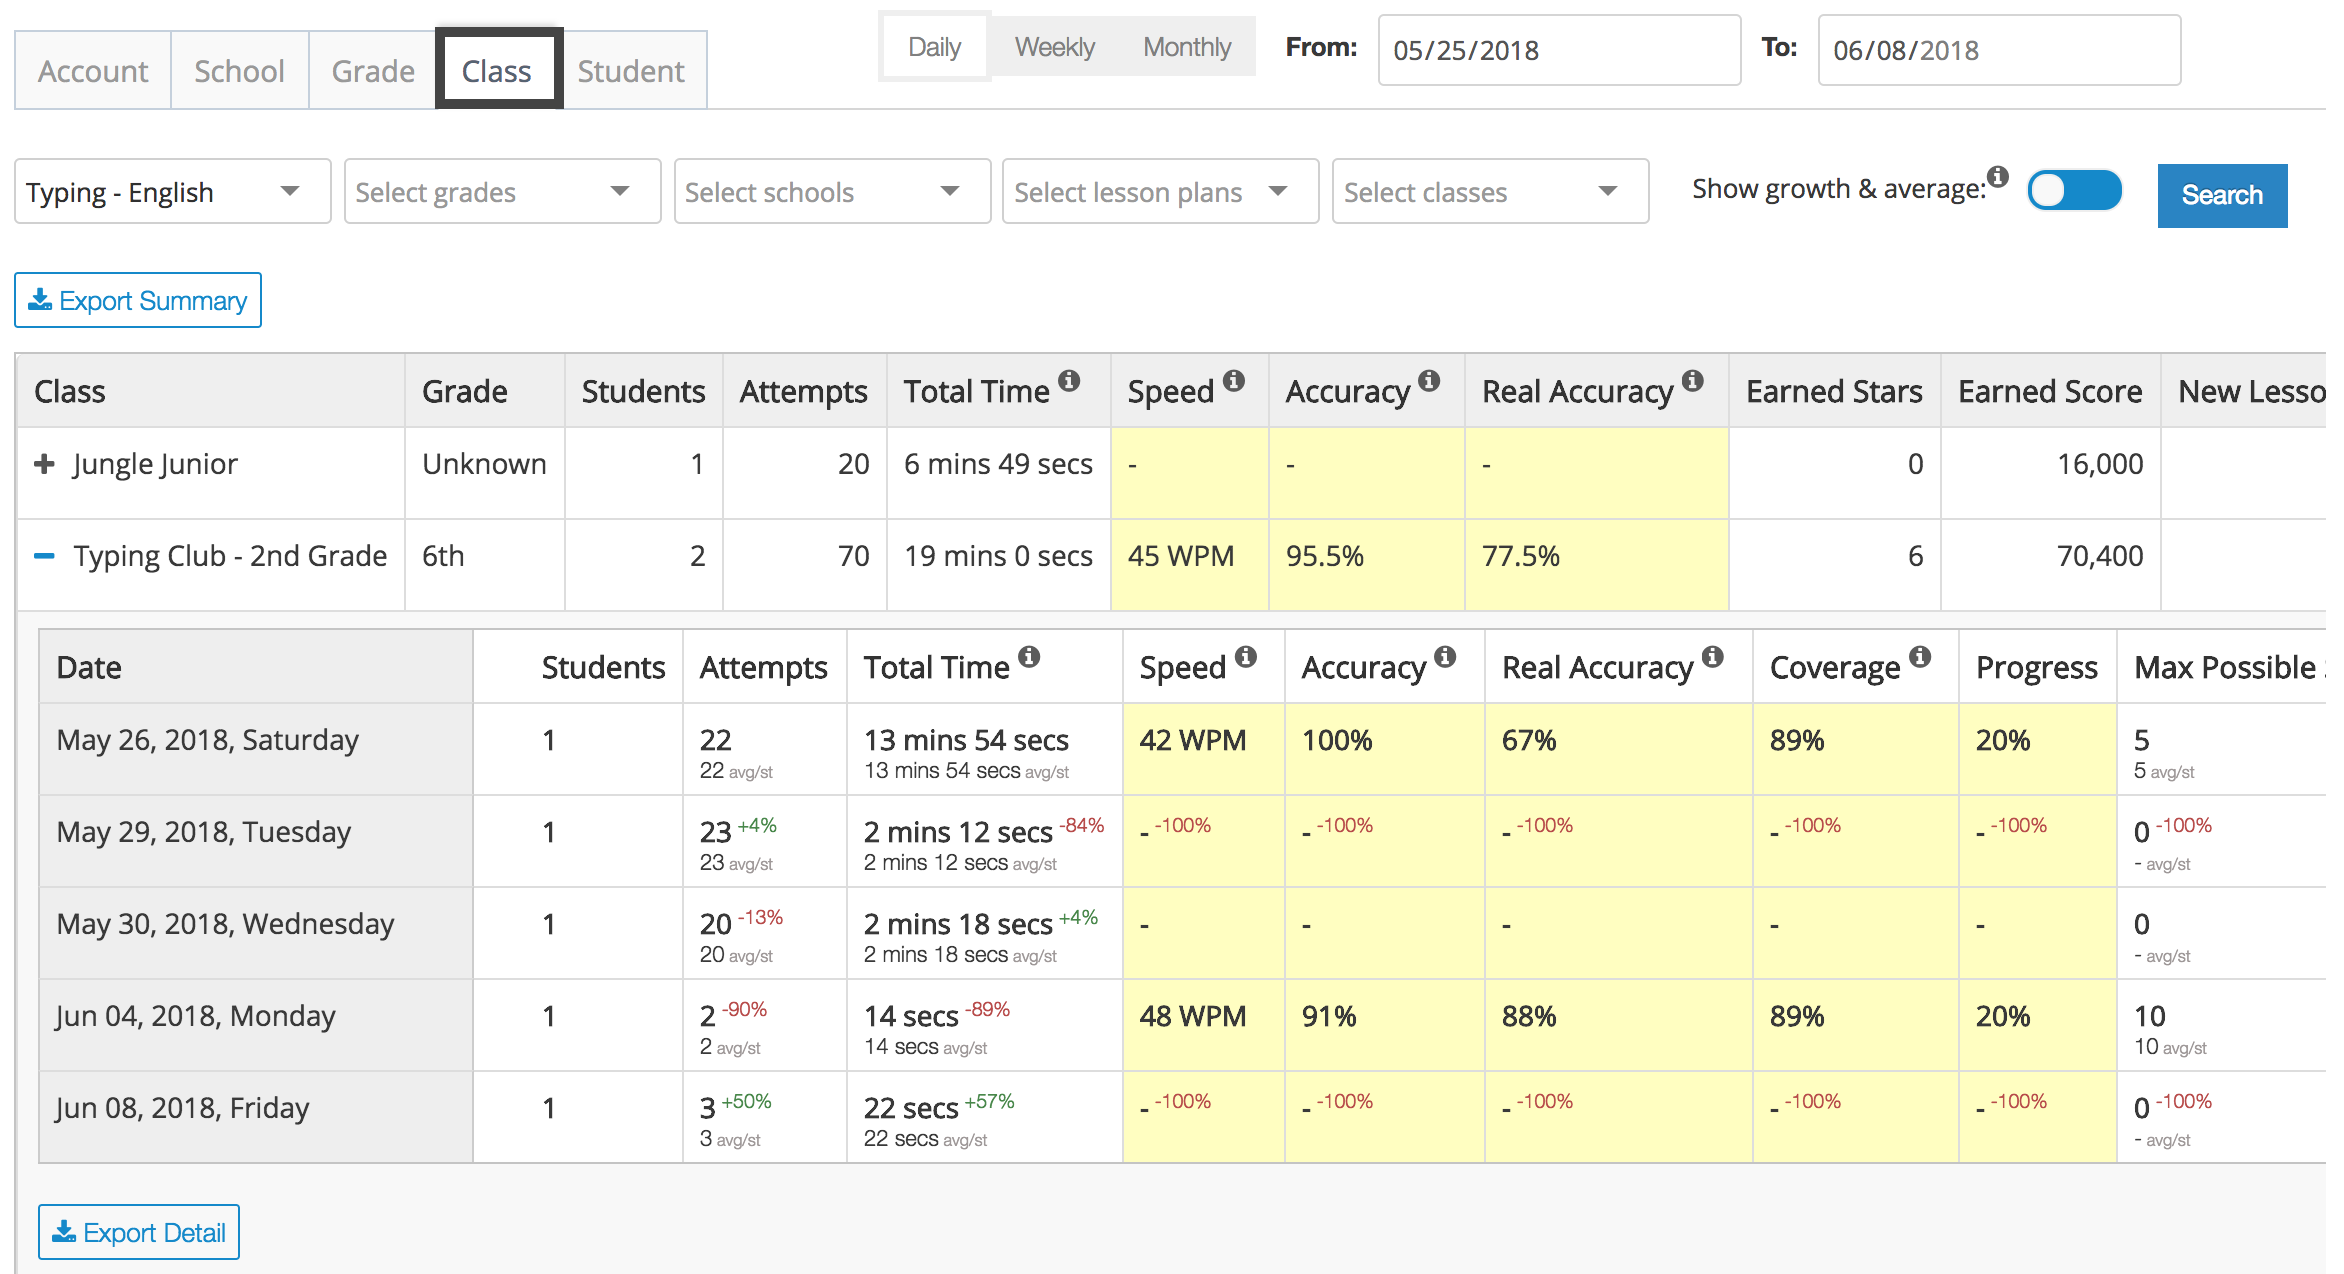 Account School Grade Class Student Daily Weekly Monthly From: 05/25/2018 To: 06/08/2018
Typing - English Select grades Select schools Select lesson plans Select classes Show growth & average: Search
Export Summary
Class Grade Students Attempts Total Time Speed Accuracy Real Accuracy Earned Stars Earned Score New Lesso
+ Jungle Junior Unknown 1 20 6 mins 49 secs - - - 0 16,000
- Typing Club - 2nd Grade 6th 2 70 19 mins 0 secs 45 WPM 95.5% 77.5% 6 70,400
Date Students Attempts Total Time Speed Accuracy Real Accuracy Coverage Progress Max Possible
May 26, 2018, Saturday 1 22 13 mins 54 secs 42 WPM 100% 67% 89% 20% 5
22 avg/st 13 mins 54 secs avg/st 5 avg/st
May 29, 2018, Tuesday 1 23 +4% 2 mins 12 secs -84% - -100% - -100% - -100% - -100% - -100% 0 -100%
23 avg/st 2 mins 12 secs avg/st - avg/st
May 30, 2018, Wednesday 1 20 -13% 2 mins 18 secs +4% - - - - - 0
20 avg/st 2 mins 18 secs avg/st - avg/st
Jun 04, 2018, Monday 1 2 -90% 14 secs -89% 48 WPM 91% 88% 89% 20% 10
2 avg/st 14 secs avg/st 10 avg/st
Jun 08, 2018, Friday 1 3 +50% 22 secs +57% - -100% - -100% - -100% - -100% - -100% 0 -100%
3 avg/st 22 secs avg/st - avg/st
Export Detail